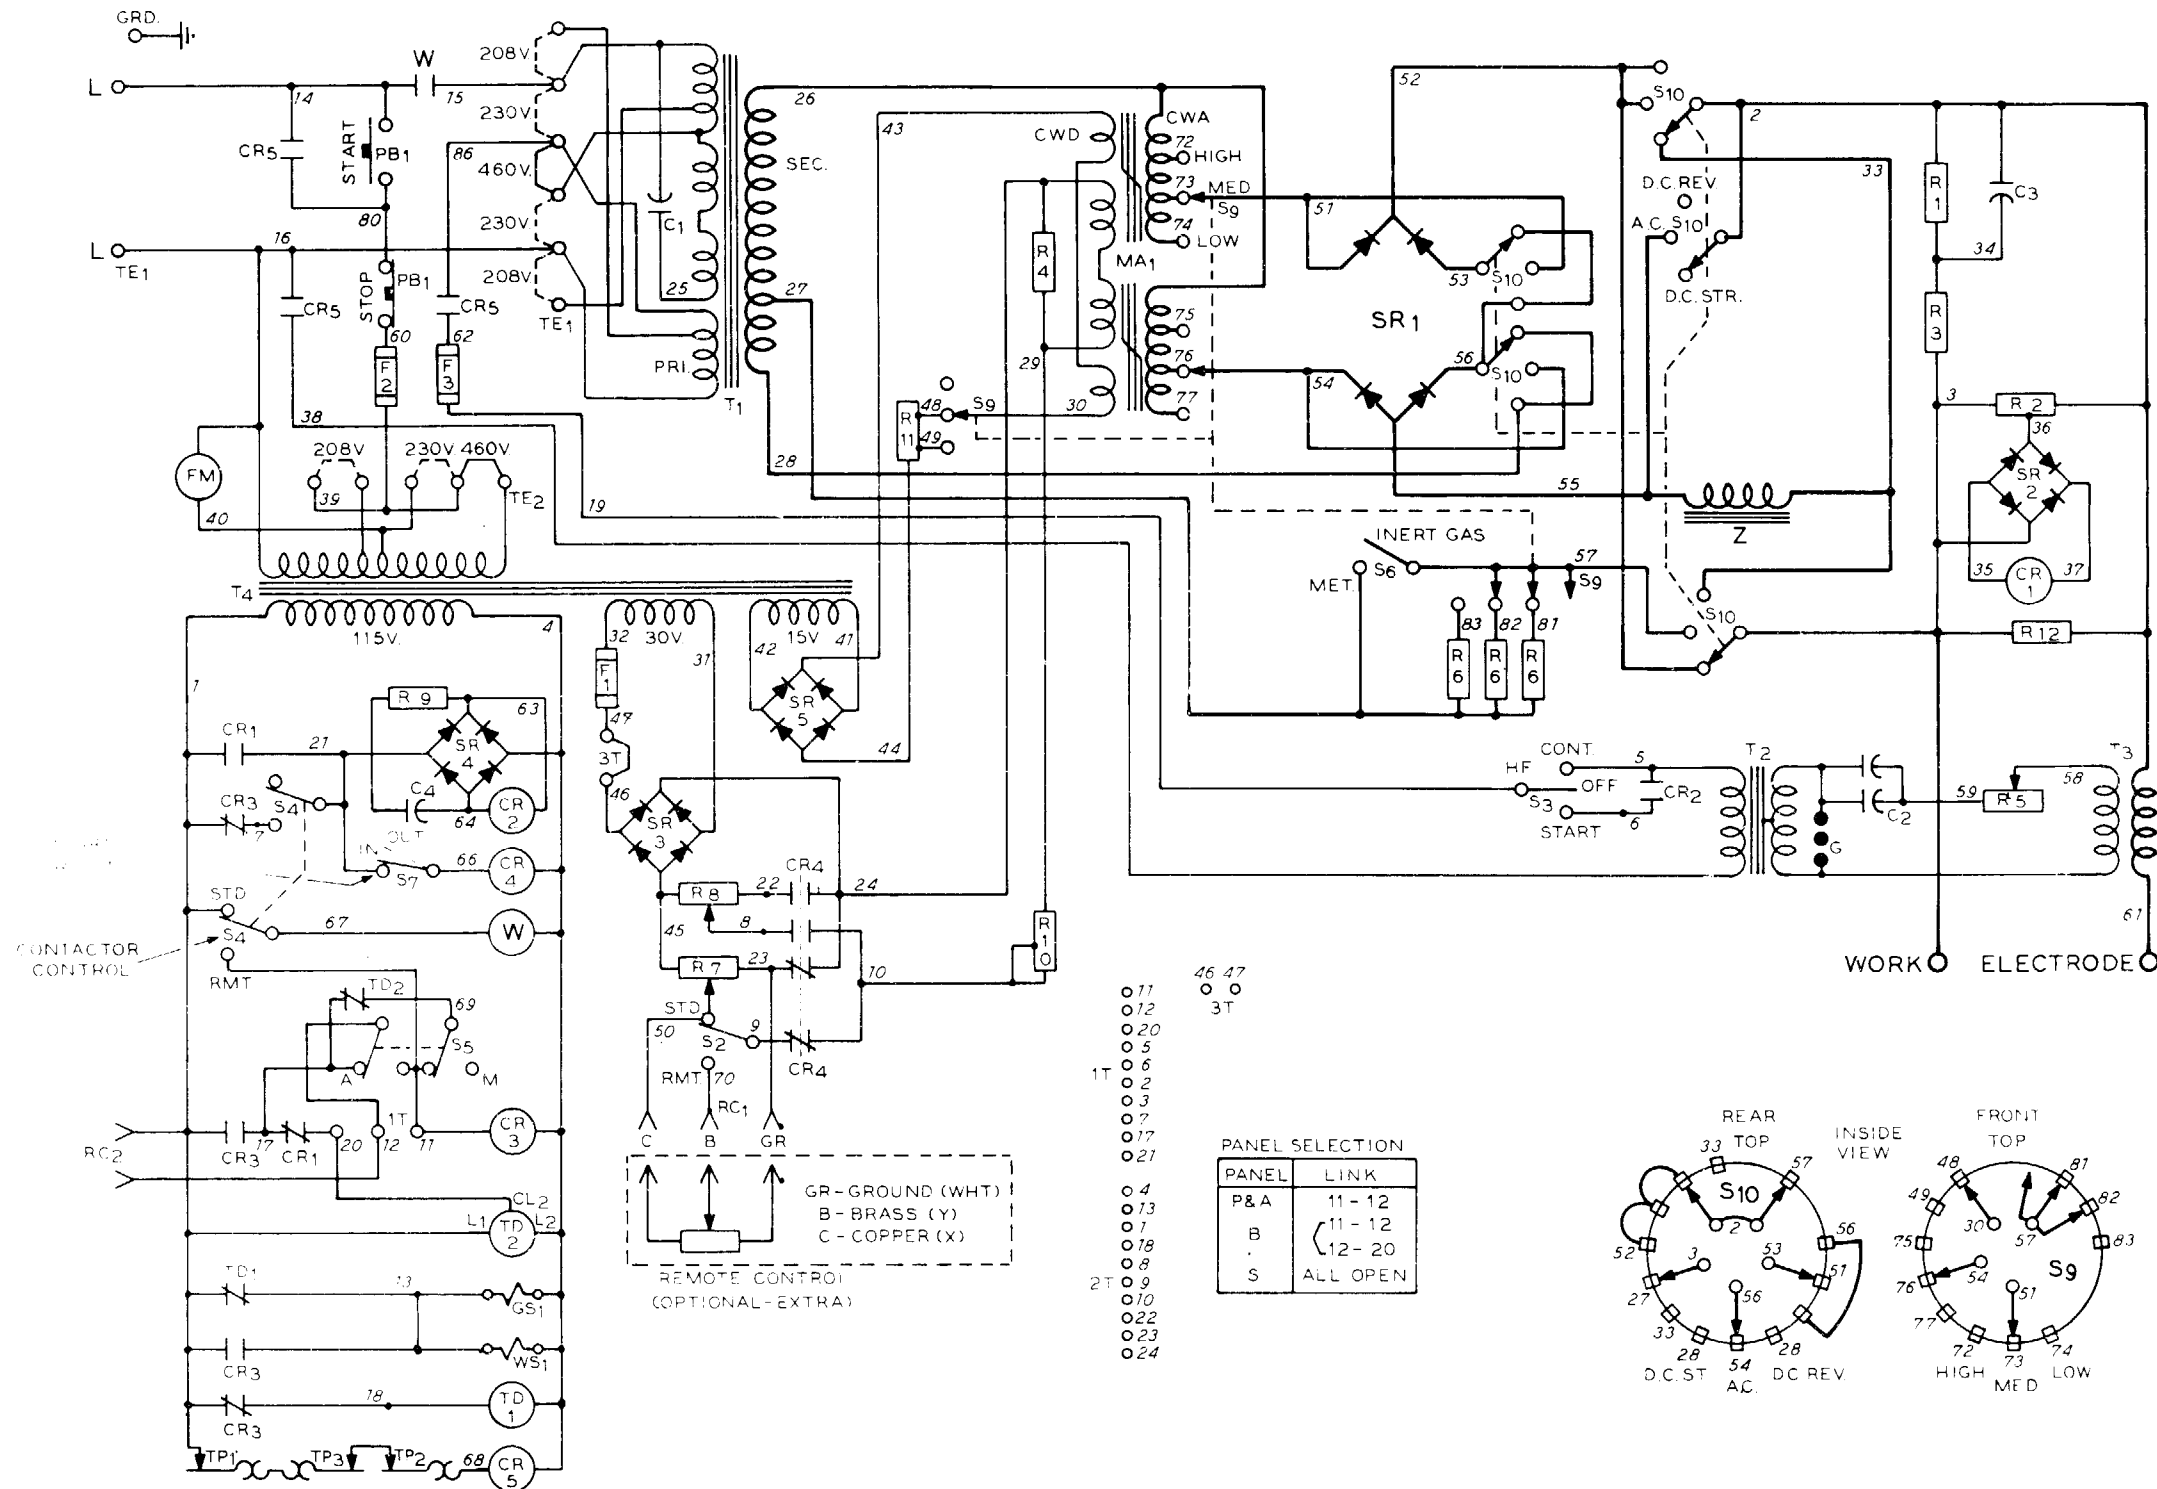 GRD.
L
14
W
15
208V.
230V.
460V.
230V.
208V.
TE1
CR5
START
PB1
80
86
L
TE1
16
CR5
STOP
PB1
60
CR5
62
F2
F3
38
C1
25
PRI.
T1
SEC.
26
27
28
43
CWD
CWA
72
HIGH
73
MED
S9
74
LOW
MA1
R4
29
30
75
76
77
R11
48
49
S9
51
52
53
S10
SR1
54
56
S10
55
Z
S10
2
D.C. REV.
A.C. S10
D.C. STR.
33
R1
C3
34
R3
3
R2
36
SR2
35
CR1
37
R12
FM
40
208V
39
230V
460V
TE2
19
T4
115V.
4
32
30V
31
42
15V
41
F1
47
3T
46
SR5
44
INERT GAS
MET.
S6
57
S9
83
82
81
R6
R6
R6
S10
1
R9
63
CR1
21
SR4
S4
C4
64
CR2
CR3
7
OUT
IN
S7
66
CR4
STD
S4
67
W
CONTACTOR CONTROL
RMT
TD2
69
S5
A
M
RC2
CR3
17
CR1
20
12
1T
11
CR3
CL2
L1
TD2
L2
TD1
13
GS1
CR3
WS1
CR3
18
TD1
TP1
TP3
TP2
68
CR5
SR3
R8
22
CR4
24
45
8
R7
23
10
STD
50
S2
9
CR4
RMT
70
RC1
C
B
GR
R10
GR-GROUND (WHT)
B-BRASS (Y)
C-COPPER (X)
REMOTE CONTROL
(OPTIONAL-EXTRA)
CONT.
HF
OFF
S3
START
5
CR2
6
T2
G
C2
59
R5
58
T3
61
WORK
ELECTRODE
46 47
3T
11
12
20
5
6
1T
2
3
7
17
21
4
13
1
18
8
2T
9
10
22
23
24
PANEL SELECTION
PANEL LINK
P&A 11-12
B 11-12
12-20
S ALL OPEN
REAR
TOP
INSIDE
VIEW
FRONT
TOP
33
57
S10
2
52
3
53
56
27
56
51
33
28
54
28
D.C.ST
A.C.
DC REV.
48
81
49
82
30
57
75
83
54
S9
76
51
77
72
73
74
HIGH
MED
LOW